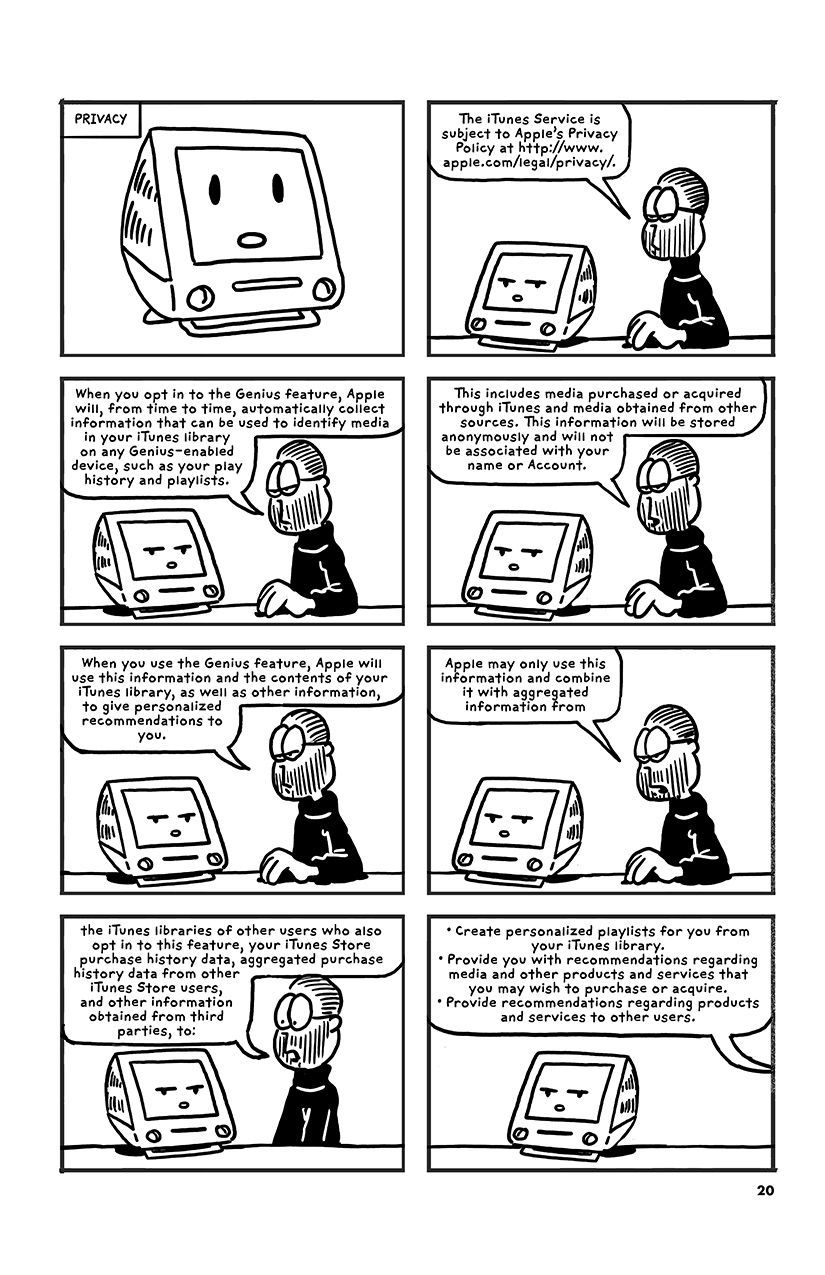 PRIVACY
The iTunes Service is
subject to Apple's Privacy
Policy at http://www.
apple.com/legal/privacy/.
When you opt in to the Genius feature, Apple
will, from time to time, automatically collect
information that can be used to identify media
in your iTunes library
on any Genius-enabled
device, such as your play
history and playlists.
This includes media purchased or acquired
through iTunes and media obtained from other
sources. This information will be stored
anonymously and will not
be associated with your
name or Account.
When you use the Genius feature, Apple will
use this information and the contents of your
iTunes library, as well as other information,
to give personalized
recommendations to
you.
Apple may only use this
information and combine
it with aggregated
information from
the iTunes libraries of other users who also
opt in to this feature, your iTunes Store
purchase history data, aggregated purchase
history data from other
iTunes Store users,
and other information
obtained from third
parties, to:
• Create personalized playlists for you from
your iTunes library.
• Provide you with recommendations regarding
media and other products and services that
you may wish to purchase or acquire.
• Provide recommendations regarding products
and services to other users.
20